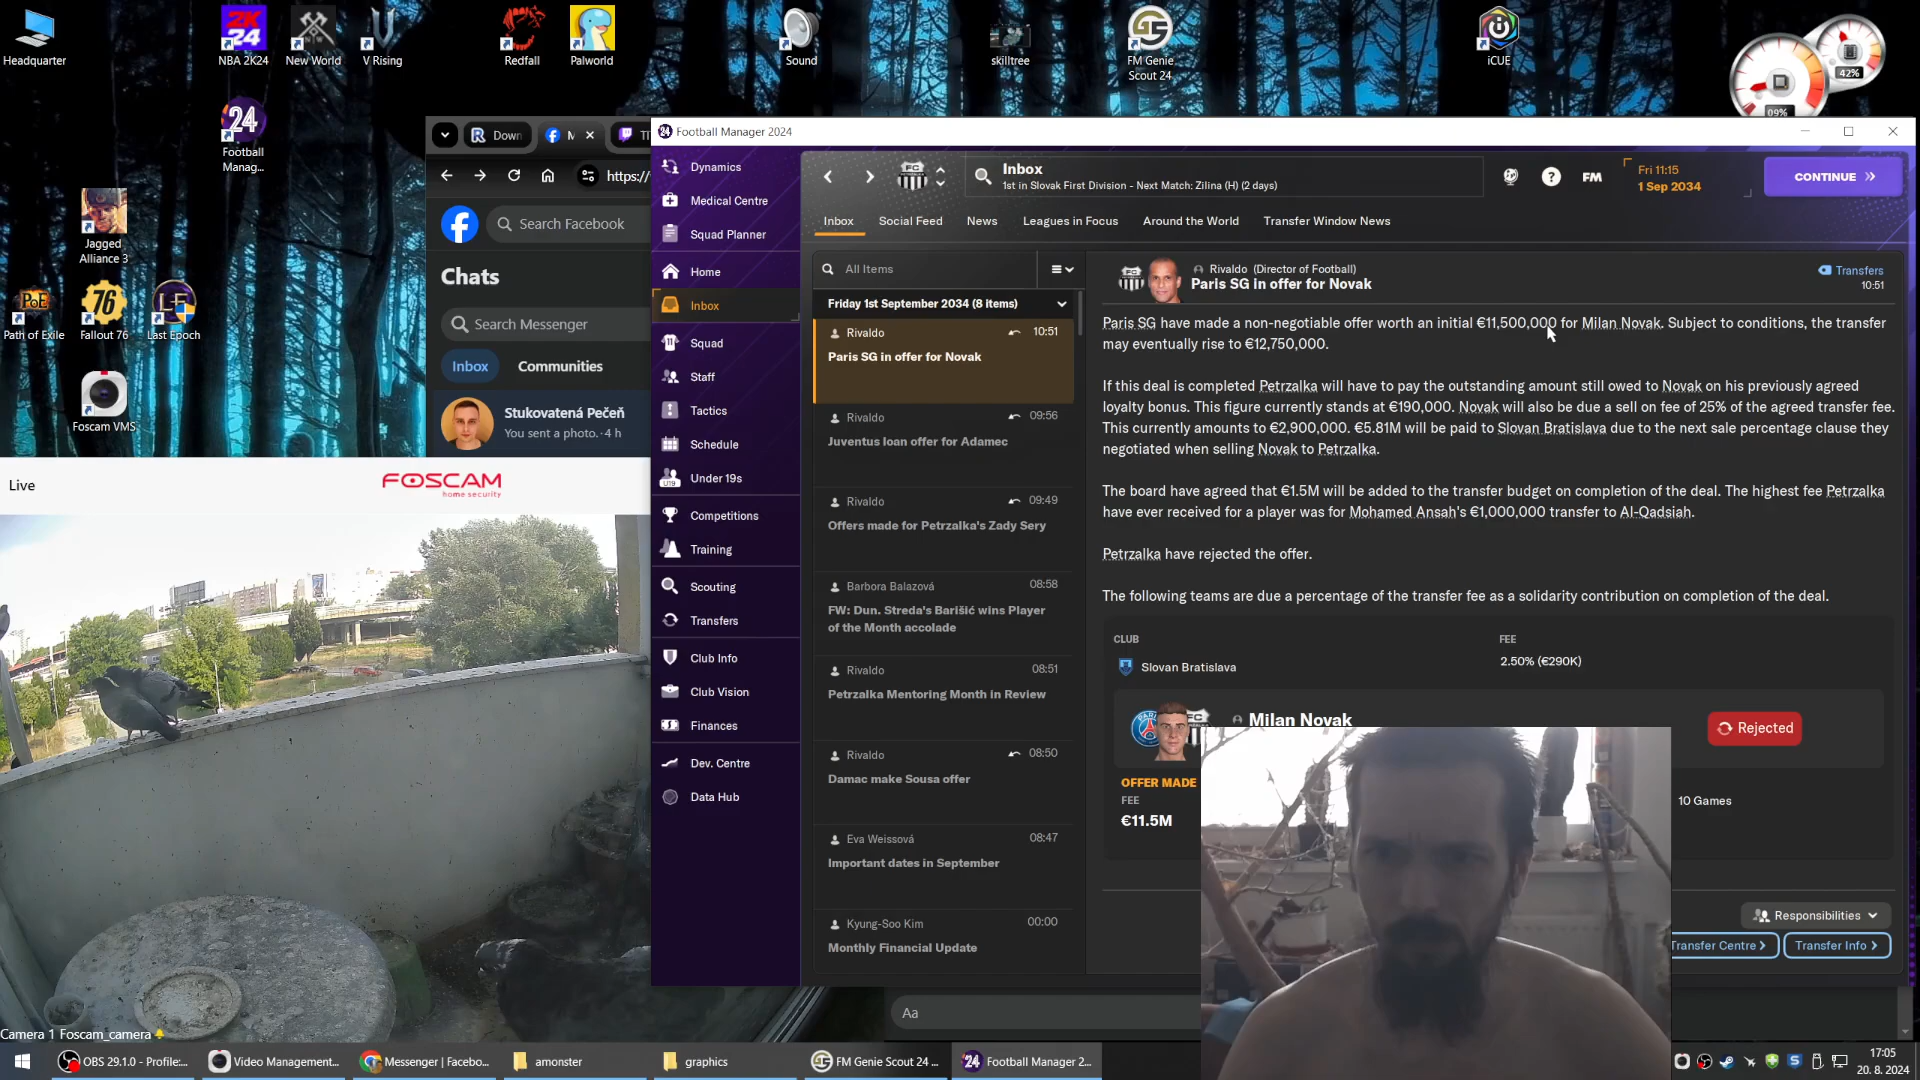 Headquarter
NBA 2K24
New World
V Rising
Redfall
Palworld
Sound
skilltree
FM Genie
Scout 24
iCUE
42%
09%
24
Football
Manag...
Jagged
Alliance 3
Path of Exile
Fallout 76
Last Epoch
Foscam VMS
Down
https://
Search Facebook
Chats
Search Messenger
Inbox
Communities
Stukovatená Pečeň
You sent a photo. · 4 h
Live
FOSCAM
home security
Camera 1 Foscam_camera
Football Manager 2024
Dynamics
Medical Centre
Squad Planner
Home
Inbox
Squad
Staff
Tactics
Schedule
Under 19s
Competitions
Training
Scouting
Transfers
Club Info
Club Vision
Finances
Dev. Centre
Data Hub
Inbox
1st in Slovak First Division - Next Match: Zilina (H) (2 days)
FM
Fri 11:15
1 Sep 2034
CONTINUE
Inbox
Social Feed
News
Leagues in Focus
Around the World
Transfer Window News
All Items
Friday 1st September 2034 (8 items)
Rivaldo 10:51
Paris SG in offer for Novak
Rivaldo 09:56
Juventus loan offer for Adamec
Rivaldo 09:49
Offers made for Petrzalka's Zady Sery
Barbora Balazová 08:58
FW: Dun. Streda's Barišić wins Player
of the Month accolade
Rivaldo 08:51
Petrzalka Mentoring Month in Review
Rivaldo 08:50
Damac make Sousa offer
Eva Weissová 08:47
Important dates in September
Kyung-Soo Kim 00:00
Monthly Financial Update
Rivaldo (Director of Football)
Paris SG in offer for Novak
Transfers
10:51
Paris SG have made a non-negotiable offer worth an initial €11,500,000 for Milan Novak. Subject to conditions, the transfer
may eventually rise to €12,750,000.
If this deal is completed Petrzalka will have to pay the outstanding amount still owed to Novak on his previously agreed
loyalty bonus. This figure currently stands at €190,000. Novak will also be due a sell on fee of 25% of the agreed transfer fee.
This currently amounts to €2,900,000. €5.81M will be paid to Slovan Bratislava due to the next sale percentage clause they
negotiated when selling Novak to Petrzalka.
The board have agreed that €1.5M will be added to the transfer budget on completion of the deal. The highest fee Petrzalka
have ever received for a player was for Mohamed Ansah's €1,000,000 transfer to Al-Qadsiah.
Petrzalka have rejected the offer.
The following teams are due a percentage of the transfer fee as a solidarity contribution on completion of the deal.
CLUB
FEE
Slovan Bratislava
2.50% (€290K)
Milan Novak
Rejected
OFFER MADE
FEE
€11.5M
10 Games
Responsibilities
Transfer Centre
Transfer Info
Aa
OBS 29.1.0 - Profile:...
Video Management...
Messenger | Facebo...
amonster
graphics
FM Genie Scout 24 ...
Football Manager 2...
17:05
20. 8. 2024